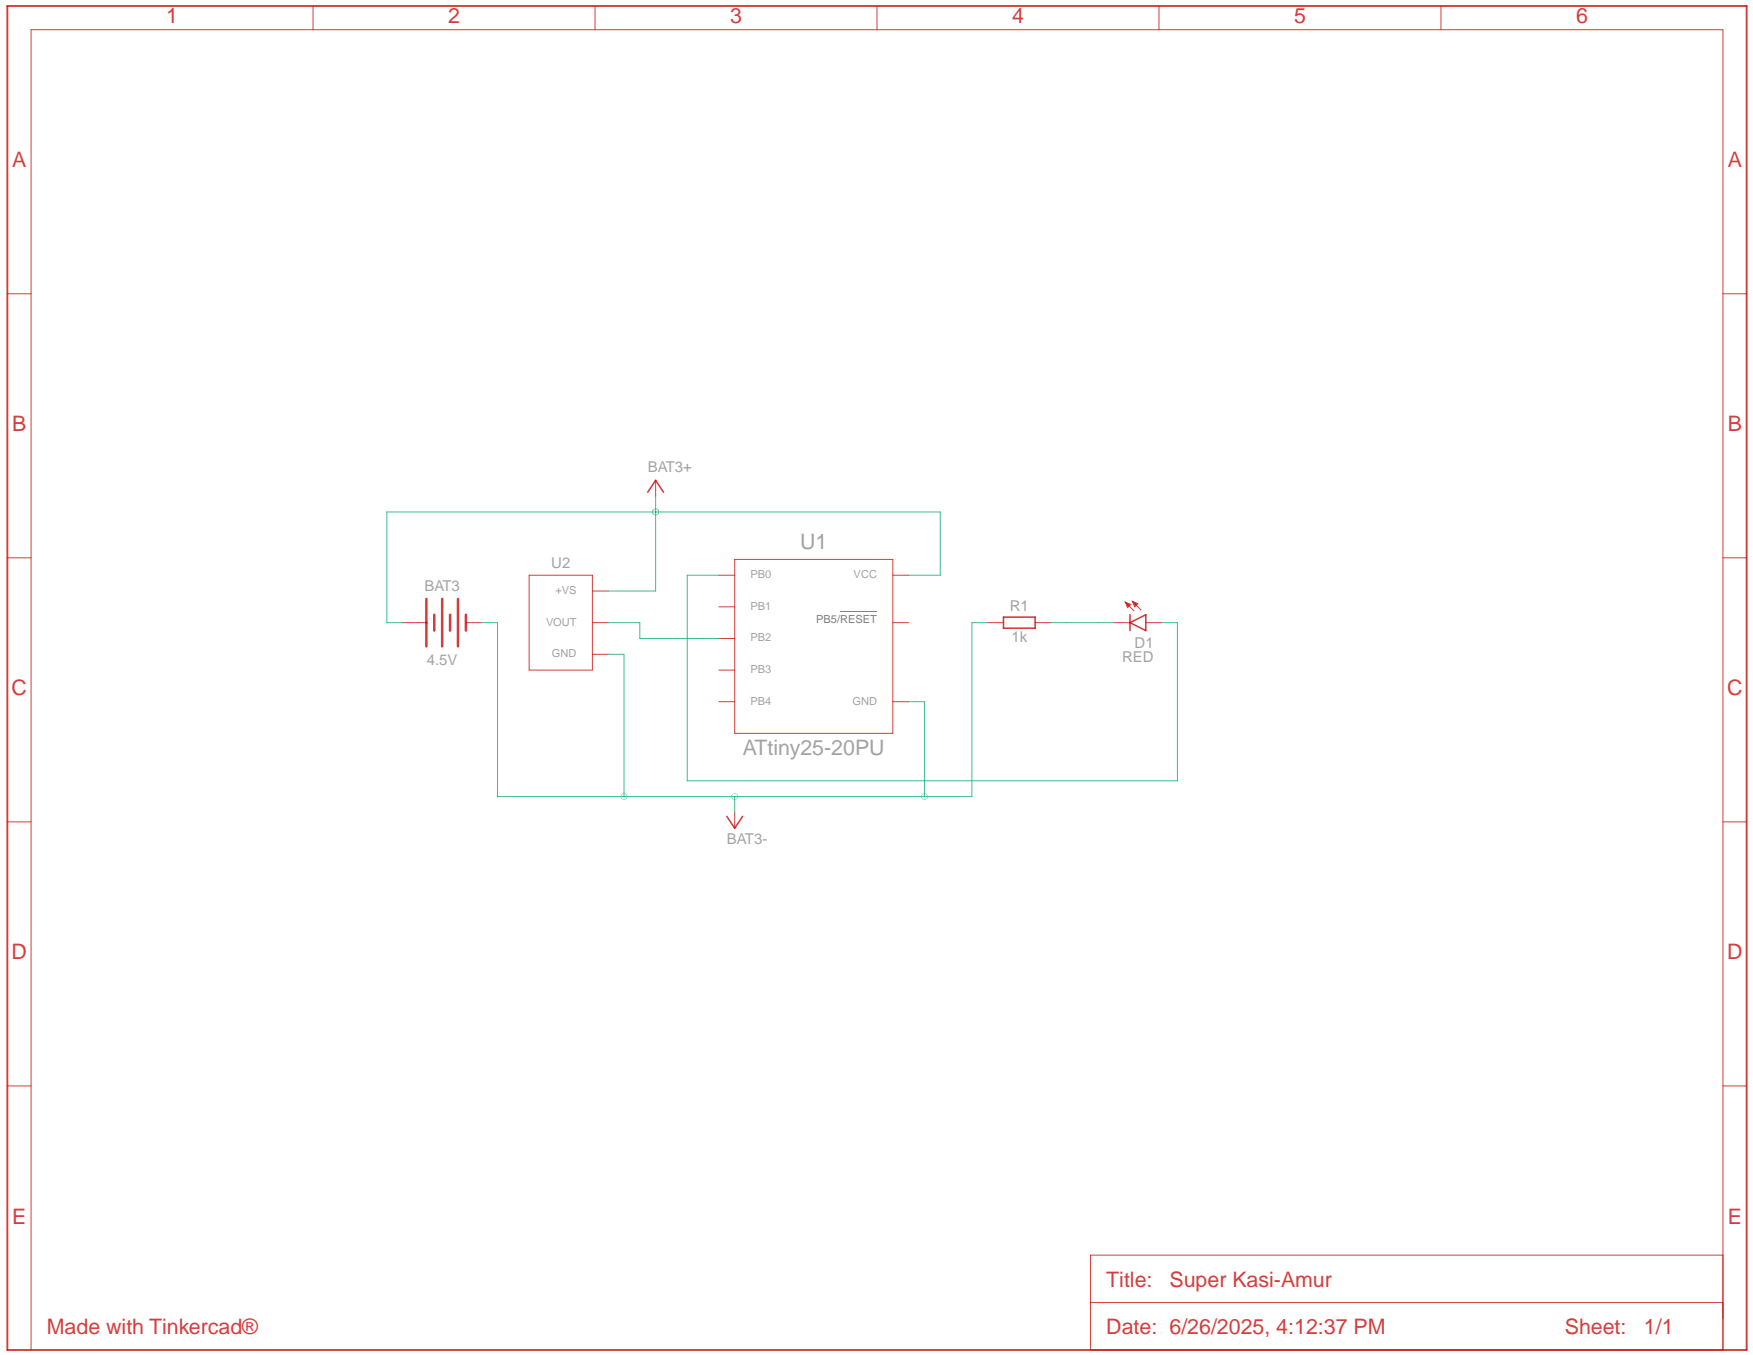 1 2 3 4 5 6
A A
B B
BAT3+
U1
U2
PB0 VCC
BAT3
+VS
R1
PB1
PB5/RESET
VOUT
PB2
1k
D1
GND
RED
4.5V
PB3
PB4 GND
C C
ATtiny25-20PU
BAT3-
D D
E E
Title: Super Kasi-Amur
Made with Tinkercad®
Date: 6/26/2025, 4:12:37 PM Sheet: 1/1